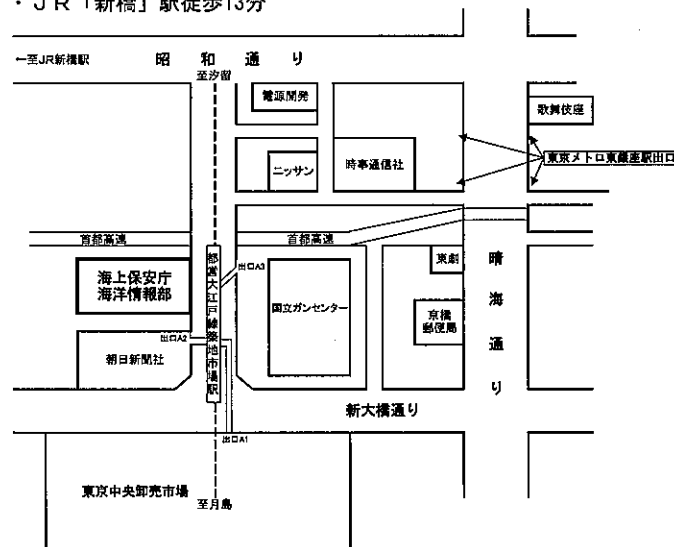 ・ＪＲ「新橋」駅徒歩13分
←至JR新橋駅
昭和通り
至汐留
電源開発
歌舞伎座
ニッサン
時事通信社
東京メトロ東銀座駅出口
首都高速
首都高速
海上保安庁
海洋情報部
都営大江戸線築地市場駅
出口A3
国立ガンセンター
東劇
晴海通り
京橋
郵便局
出口A2
朝日新聞社
新大橋通り
出口A1
東京中央卸売市場
至月島